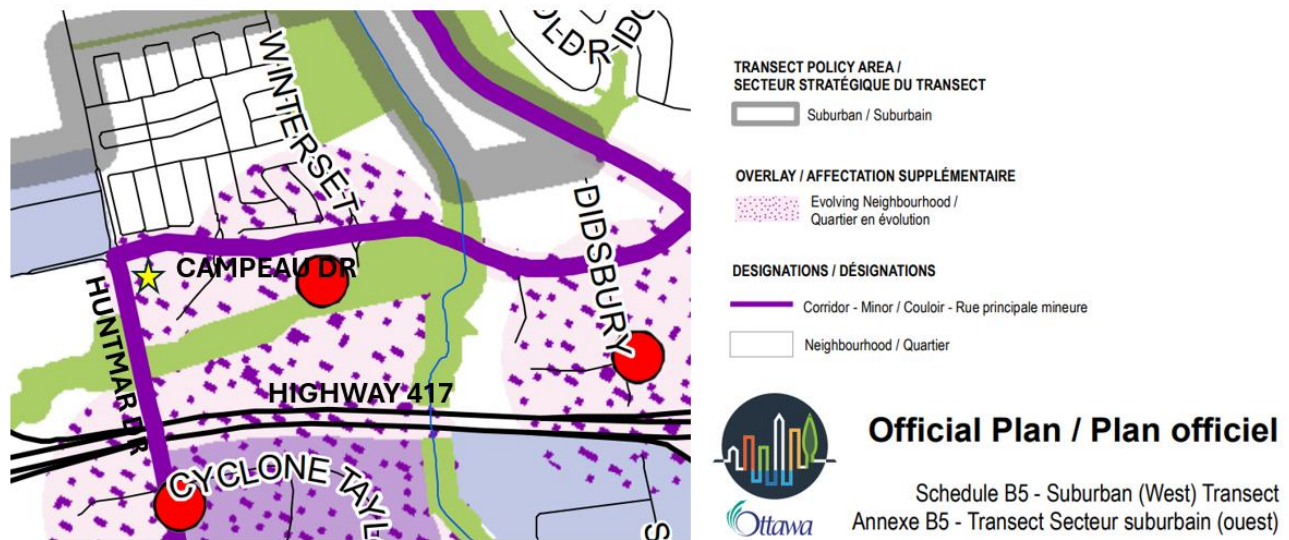 OLDR
IDO
WINTERSET
DIDSBURY
CAMPEAU DR
HUNTMAR DR
HIGHWAY 417
CYCLONE TAYL
S
TRANSECT POLICY AREA /
SECTEUR STRATÉGIQUE DU TRANSECT
Suburban / Suburbain
OVERLAY / AFFECTATION SUPPLÉMENTAIRE
Evolving Neighbourhood /
Quartier en évolution
DESIGNATIONS / DÉSIGNATIONS
Corridor - Minor / Couloir - Rue principale mineure
Neighbourhood / Quartier
Official Plan / Plan officiel
Ottawa
Schedule B5 - Suburban (West) Transect
Annexe B5 - Transect Secteur suburbain (ouest)